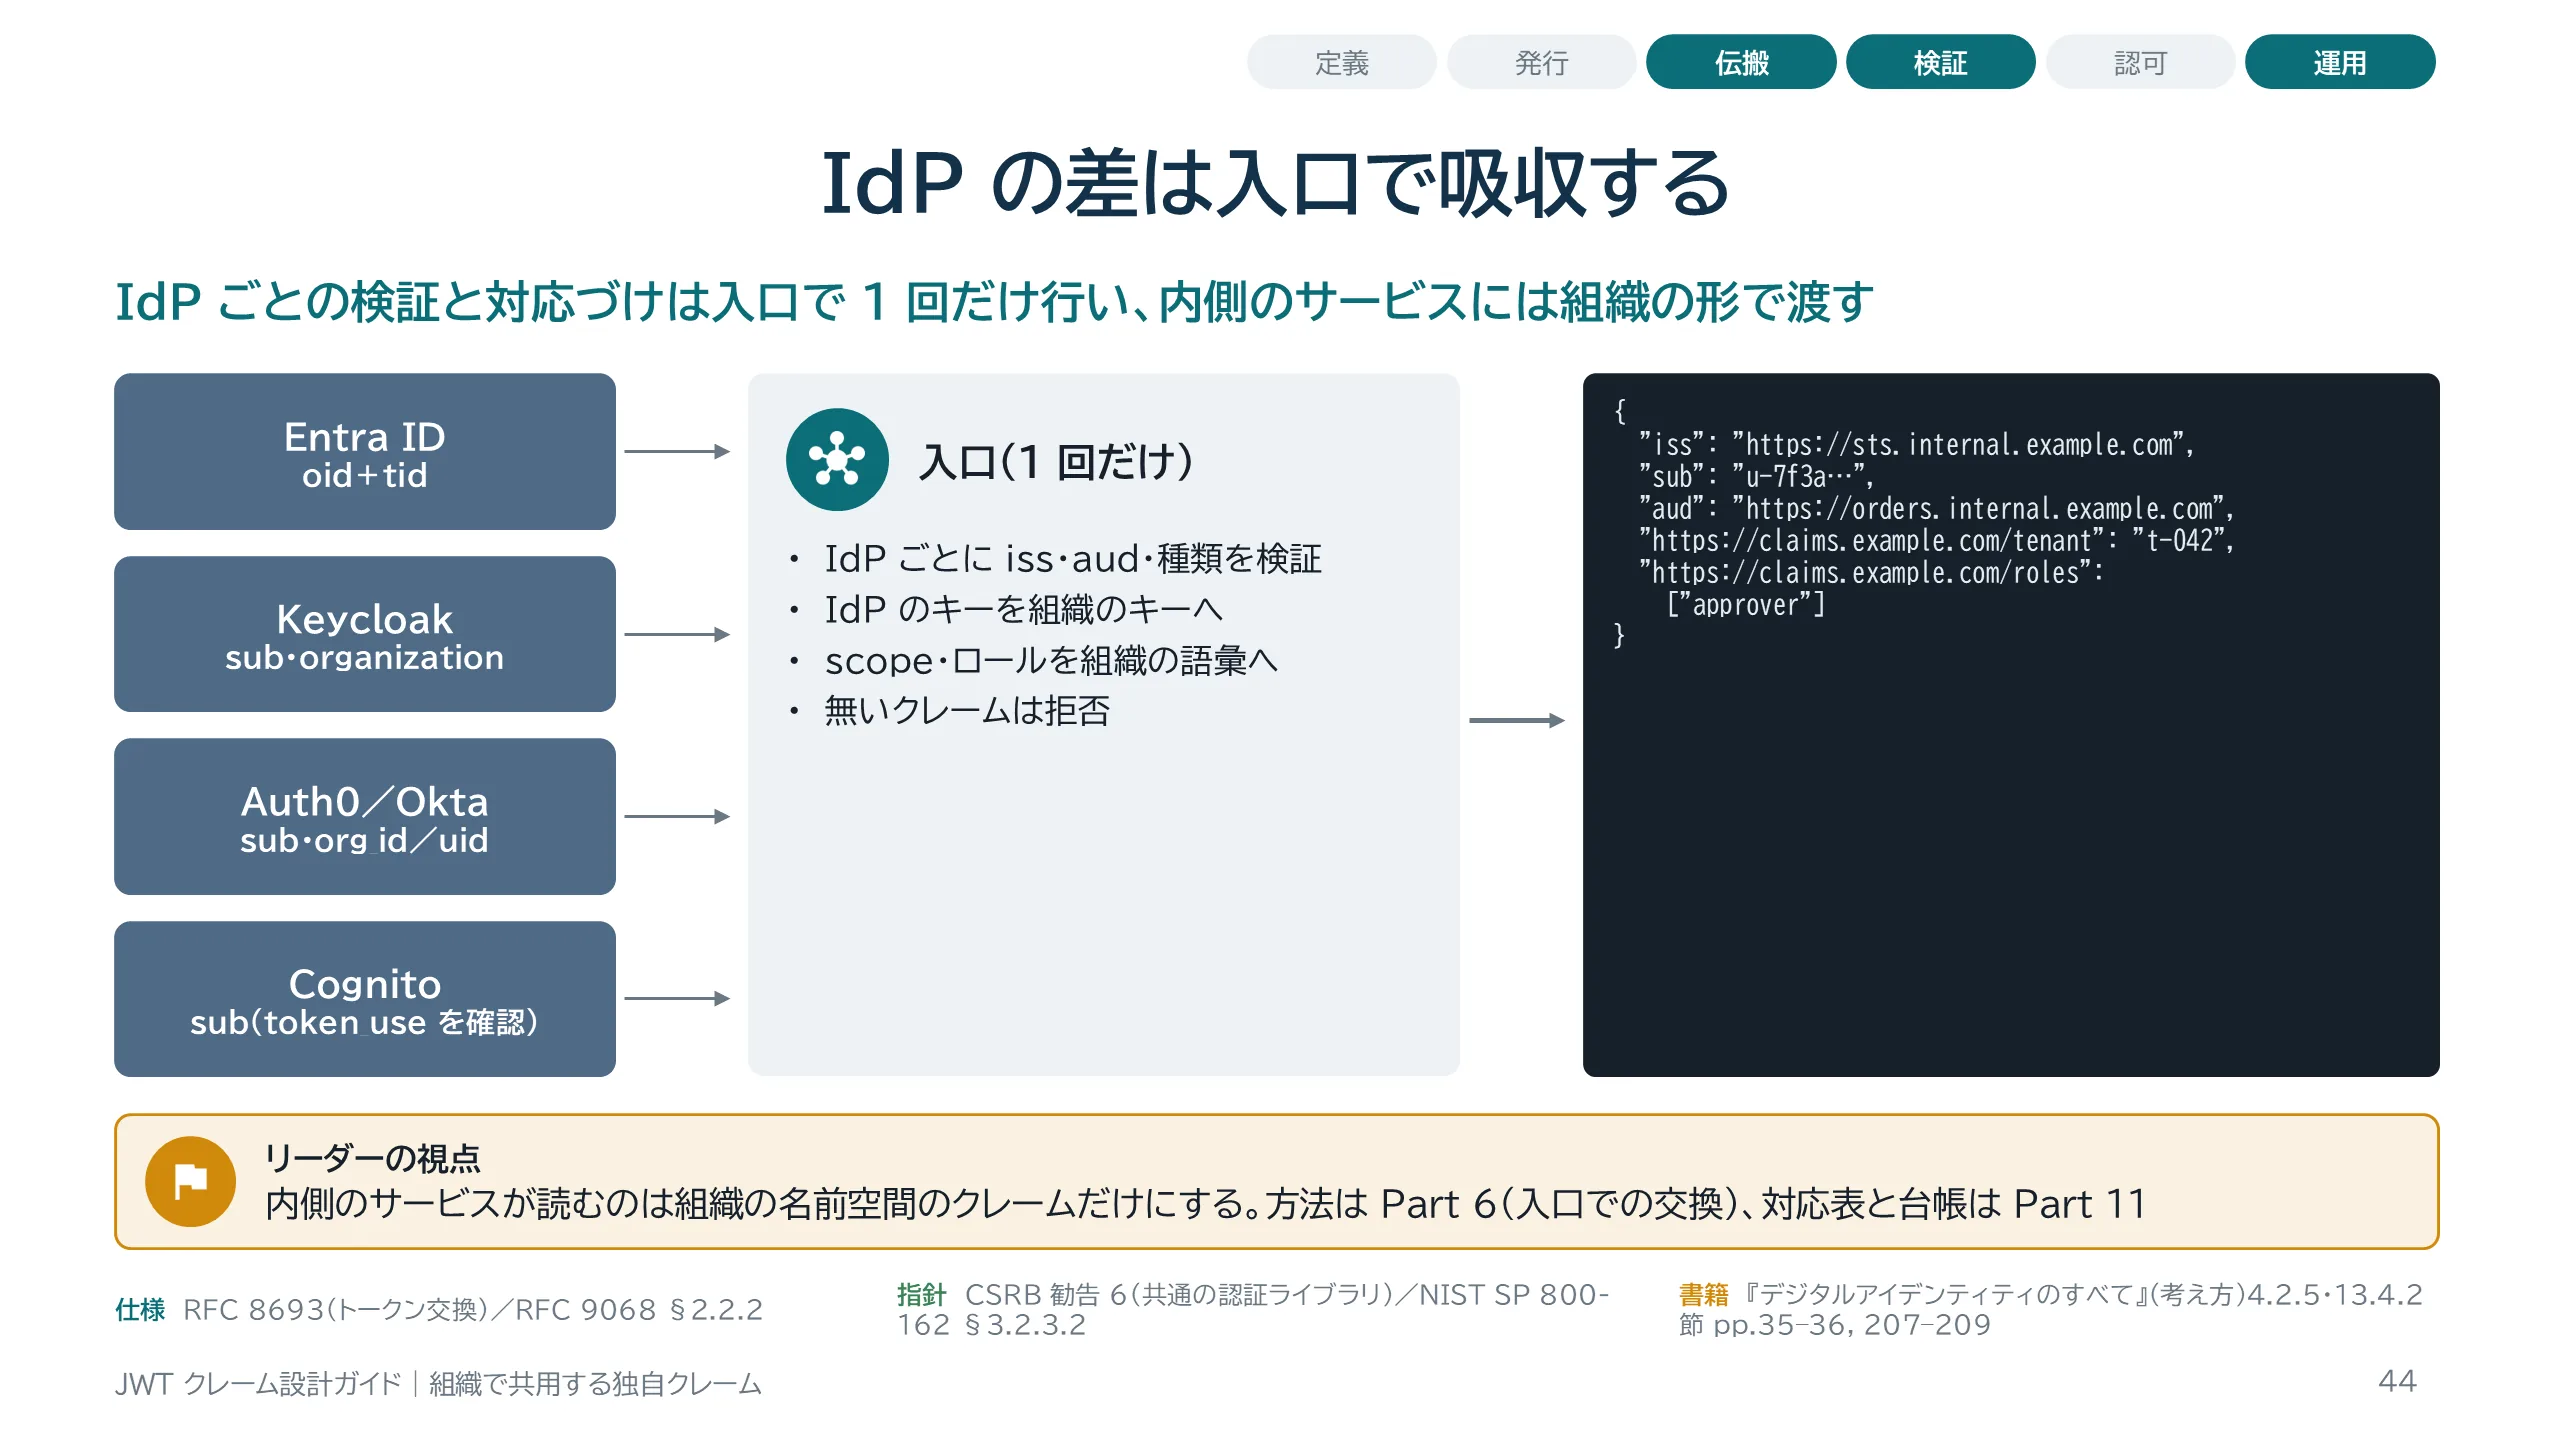 定義 発行 伝搬 検証 認可 運用
IdP の差は入口で吸収する
IdP ごとの検証と対応づけは入口で 1 回だけ行い、内側のサービスには組織の形で渡す
Entra ID
oid＋tid
Keycloak
sub・organization
Auth0／Okta
sub・org_id／uid
Cognito
sub（token_use を確認）
入口（1 回だけ）
• IdP ごとに iss・aud・種類を検証
• IdP のキーを組織のキーへ
• scope・ロールを組織の語彙へ
• 無いクレームは拒否
{
"iss": "https://sts.internal.example.com",
"sub": "u-7f3a…",
"aud": "https://orders.internal.example.com",
"https://claims.example.com/tenant": "t-042",
"https://claims.example.com/roles":
["approver"]
}
リーダーの視点
内側のサービスが読むのは組織の名前空間のクレームだけにする。方法は Part 6（入口での交換）、対応表と台帳は Part 11
仕様 RFC 8693（トークン交換）／RFC 9068 §2.2.2
指針 CSRB 勧告 6（共通の認証ライブラリ）／NIST SP 800-
162 §3.2.3.2
書籍 『デジタルアイデンティティのすべて』（考え方）4.2.5・13.4.2
節 pp.35–36, 207–209
JWT クレーム設計ガイド｜組織で共用する独自クレーム
44